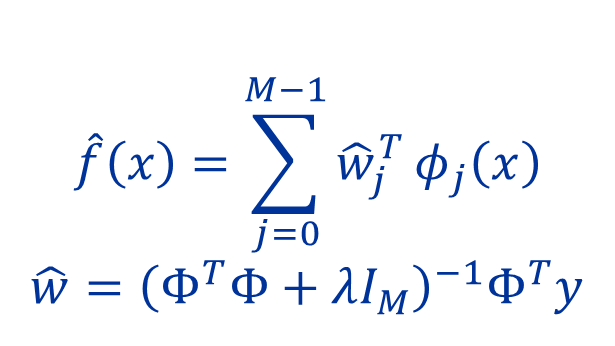 f̂(x) = ∑_{j=0}^{M−1} ŵ_j^T ϕ_j(x)
ŵ = (Φ^T Φ + λI_M)^{−1} Φ^T y